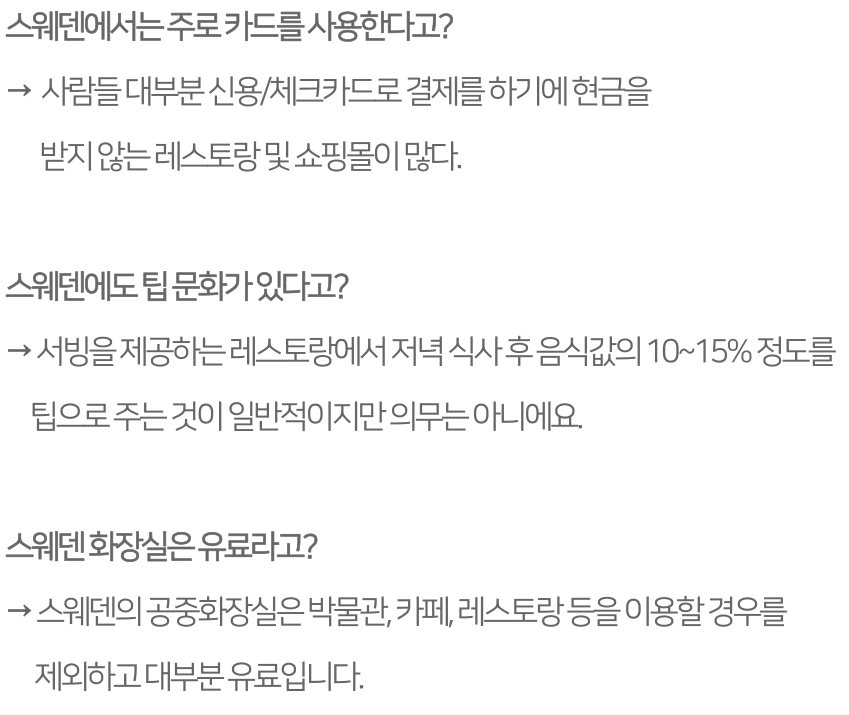 스웨덴에서는 주로 카드를 사용한다고?
→ 사람들 대부분 신용/체크카드로 결제를 하기에 현금을
받지 않는 레스토랑 및 쇼핑몰이 많다.
스웨덴에도 팁 문화가 있다고?
→ 서빙을 제공하는 레스토랑에서 저녁 식사 후 음식값의 10~15% 정도를
팁으로 주는 것이 일반적이지만 의무는 아니에요.
스웨덴 화장실은 유료라고?
→ 스웨덴의 공중화장실은 박물관, 카페, 레스토랑 등을 이용할 경우를
제외하고 대부분 유료입니다.